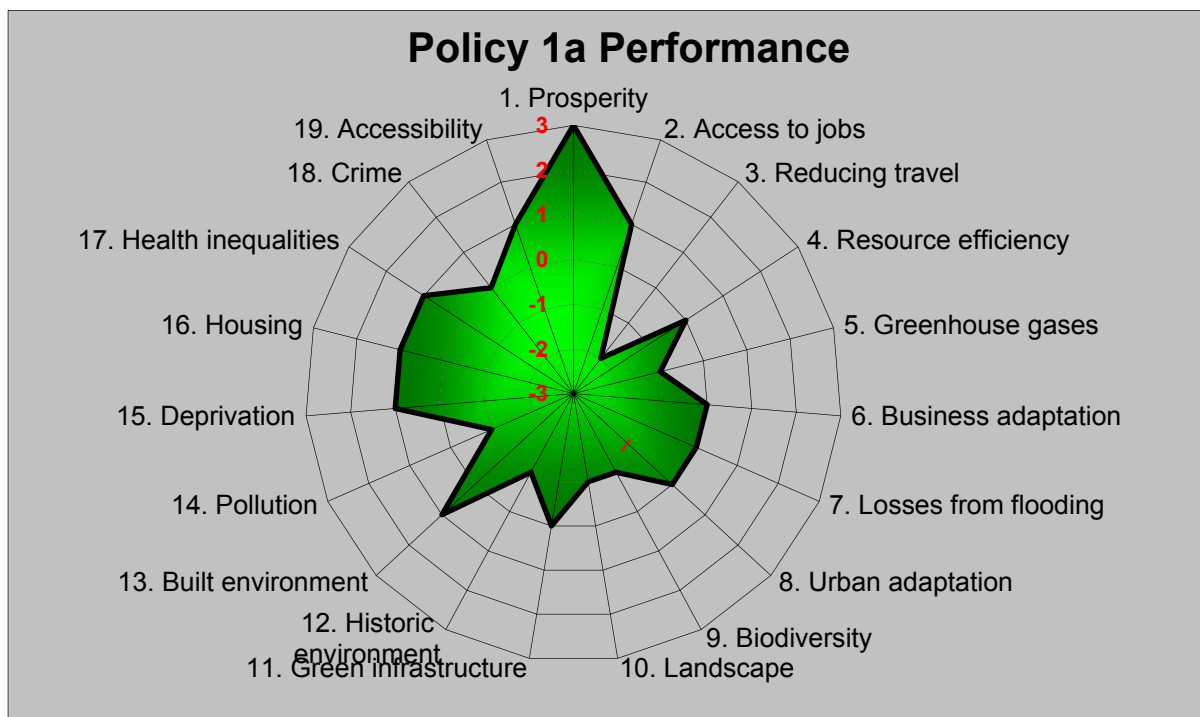 Policy 1a Performance
1. Prosperity
2. Access to jobs
3. Reducing travel
4. Resource efficiency
5. Greenhouse gases
6. Business adaptation
7. Losses from flooding
8. Urban adaptation
9. Biodiversity
10. Landscape
11. Green infrastructure
12. Historic
environment
13. Built environment
14. Pollution
15. Deprivation
16. Housing
17. Health inequalities
18. Crime
19. Accessibility
3
2
1
0
-1
-2
-3